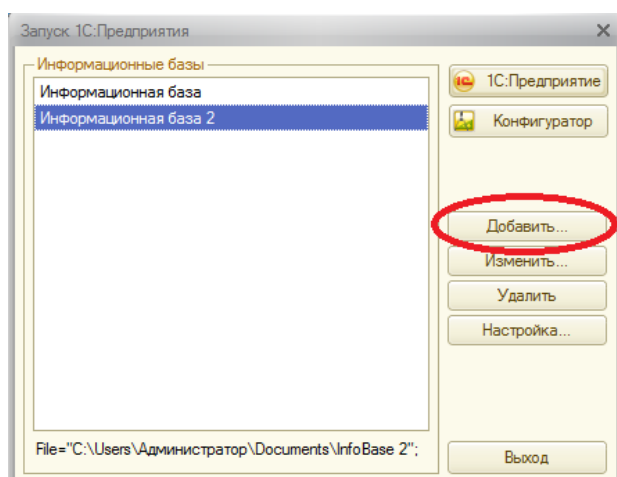 Запуск 1С:Предприятия
Информационные базы
Информационная база
Информационная база 2
1С:Предприятие
Конфигуратор
Добавить...
Изменить...
Удалить
Настройка...
File="C:\Users\Администратор\Documents\InfoBase 2";
Выход